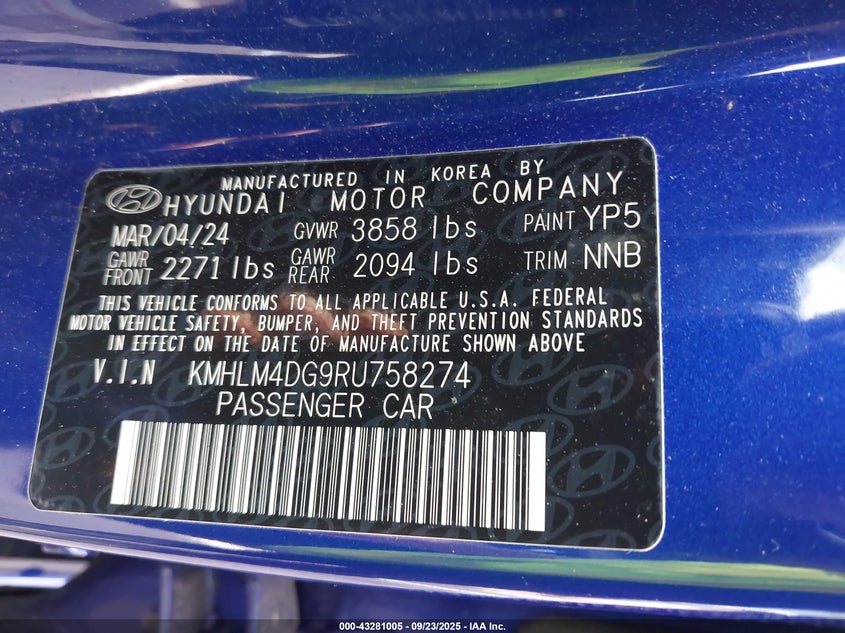 MANUFACTURED IN KOREA BY
HYUNDAI MOTOR COMPANY
MAR/04/24 GVWR 3858 lbs PAINT YP5
GAWR FRONT 2271 lbs GAWR REAR 2094 lbs TRIM NNB
THIS VEHICLE CONFORMS TO ALL APPLICABLE U.S.A. FEDERAL
MOTOR VEHICLE SAFETY, BUMPER, AND THEFT PREVENTION STANDARDS
IN EFFECT ON THE DATE OF MANUFACTURE SHOWN ABOVE
V.I.N KMHLM4DG9RU758274
PASSENGER CAR
000-43281005 - 09/23/2025 - IAA Inc.